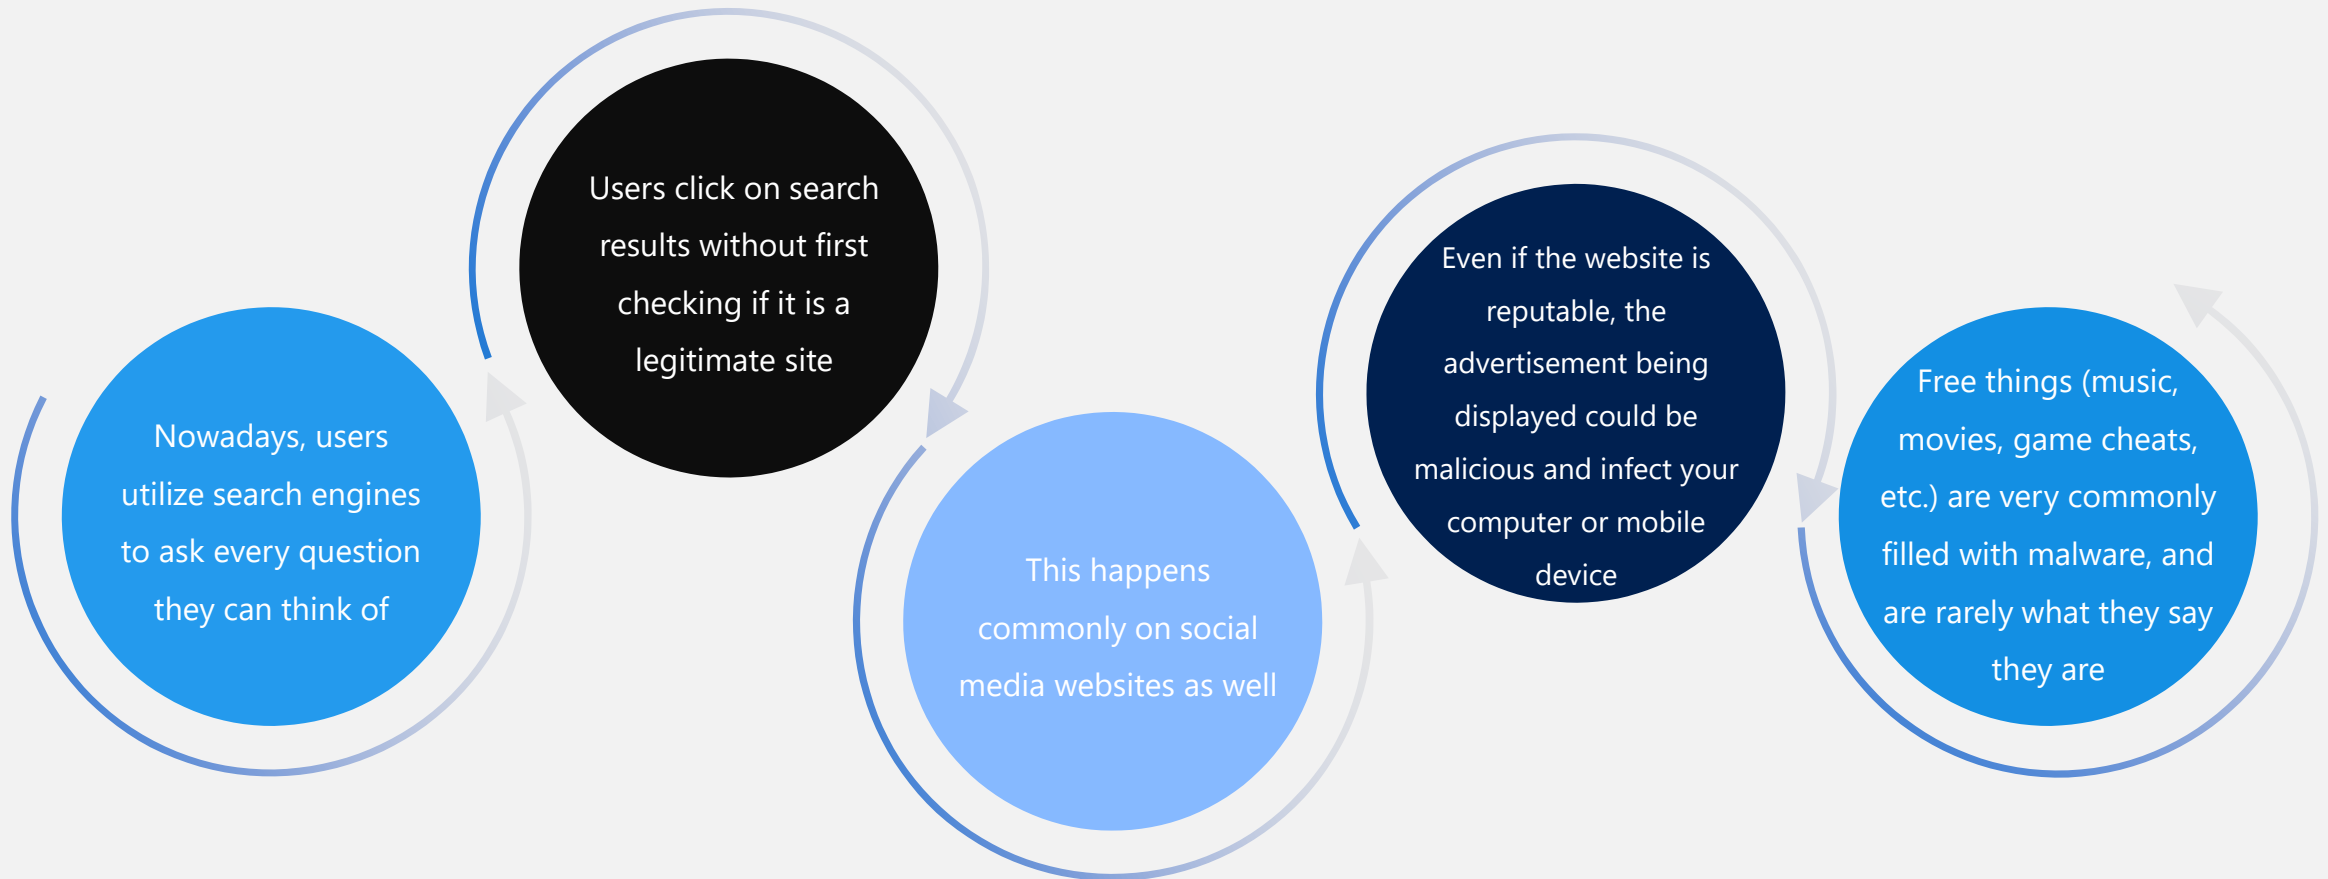 Nowadays, users
utilize search engines
to ask every question
they can think of
Users click on search
results without first
checking if it is a
legitimate site
This happens
commonly on social
media websites as well
Even if the website is
reputable, the
advertisement being
displayed could be
malicious and infect your
computer or mobile
device
Free things (music,
movies, game cheats,
etc.) are very commonly
filled with malware, and
are rarely what they say
they are